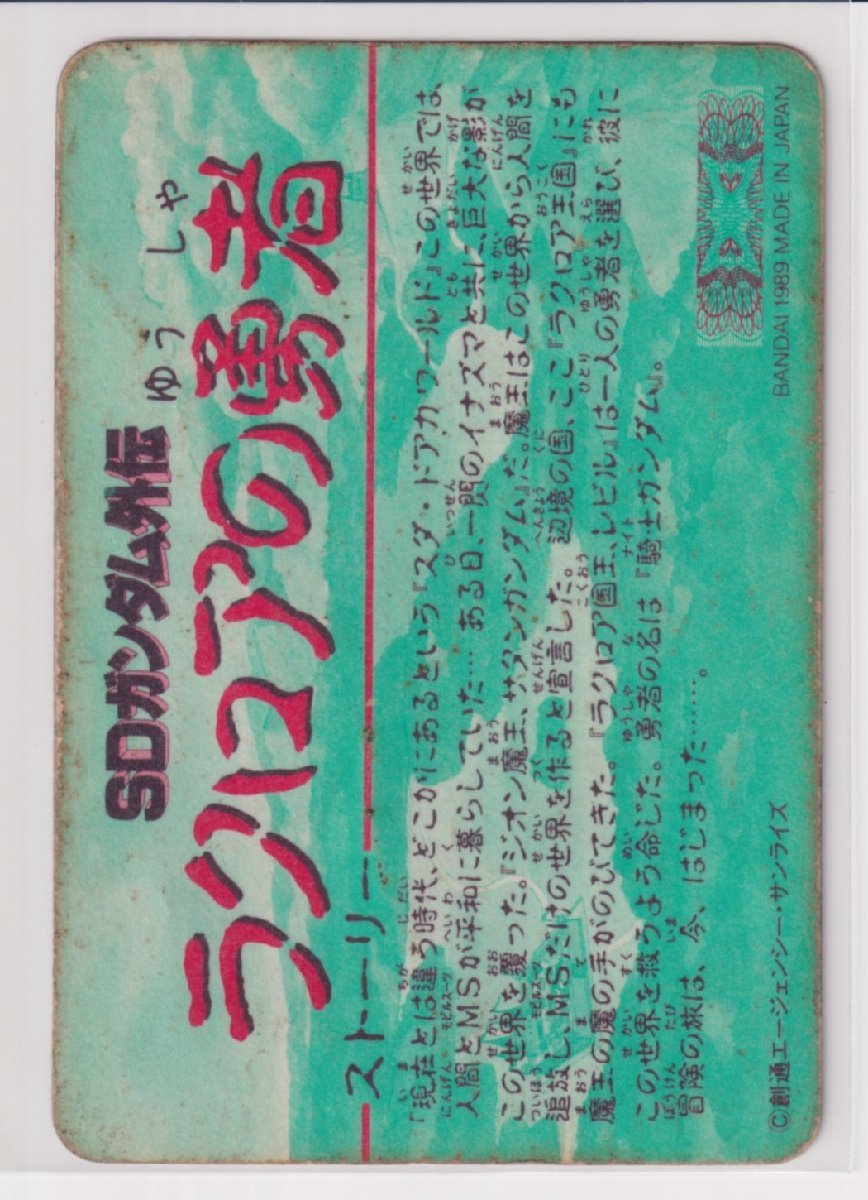 SDガンダム外伝
ラクロアの勇者
ゆうしゃ
ストーリー
「現在とは違う時代、どこかにあるという『スダ・ドアカワールド』この世界では、
人間とMSが平和に暮らしていた…ある日、一閃のイナズマと共に、巨大な影が
この世界を覆った。『ジオン魔王、サタンガンダム』だ。魔王はこの世界から人間を
追放し、MSだけの世界を作ると宣言した。辺境の国、ここ『ラクロア王国』にも
魔王の魔の手がのびてきた。『ラクロア国王、レビル』は一人の勇者を選び、彼に
この世界を救うよう命じた。勇者の名は『騎士ガンダム』。
冒険の旅は、今、はじまった……。
©創通エージェンシー・サンライズ
BANDAI 1989 MADE IN JAPAN